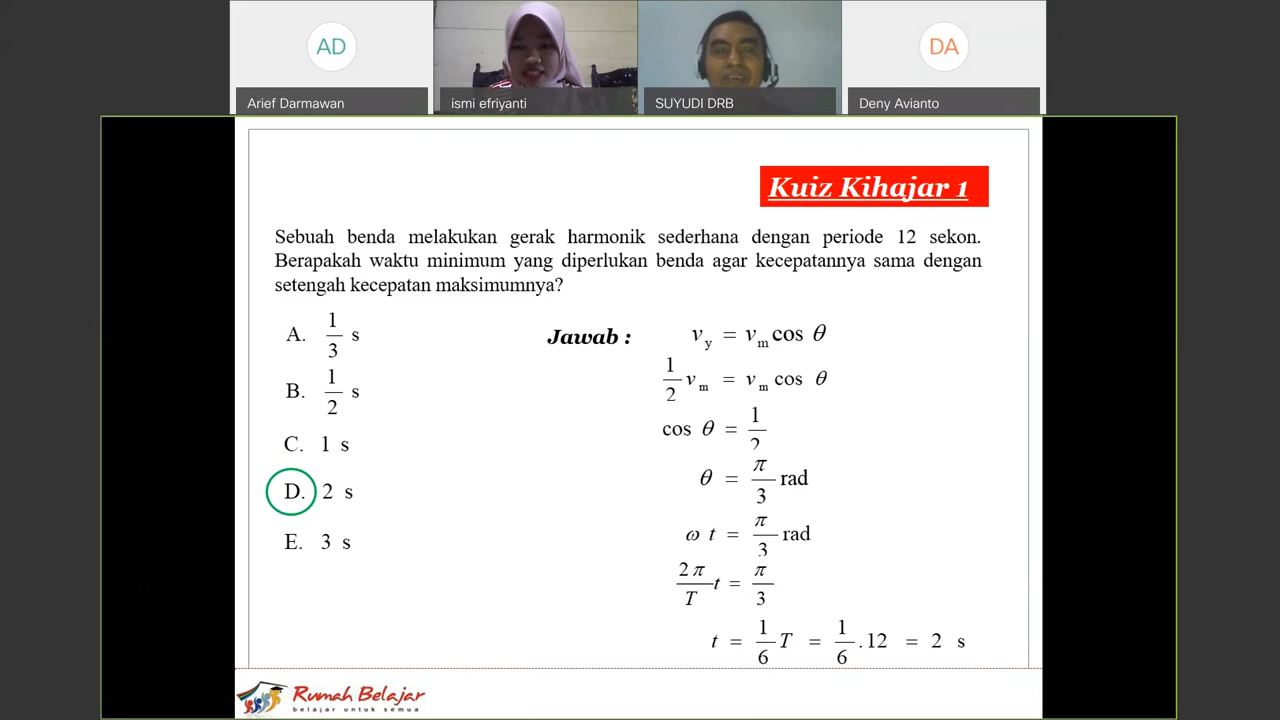 AD
DA
Arief Darmawan
ismi efriyanti
SUYUDI DRB
Deny Avianto
Kuiz Kihajar 1
Sebuah benda melakukan gerak harmonik sederhana dengan periode 12 sekon.
Berapakah waktu minimum yang diperlukan benda agar kecepatannya sama dengan
setengah kecepatan maksimumnya?
A. 1/3 s
B. 1/2 s
C. 1 s
D. 2 s
E. 3 s
Jawab :
v_y = v_m cos θ
1/2 v_m = v_m cos θ
cos θ = 1/2
θ = π/3 rad
ω t = π/3 rad
2π/T t = π/3
t = 1/6 T = 1/6 . 12 = 2 s
Rumah Belajar
belajar untuk semua